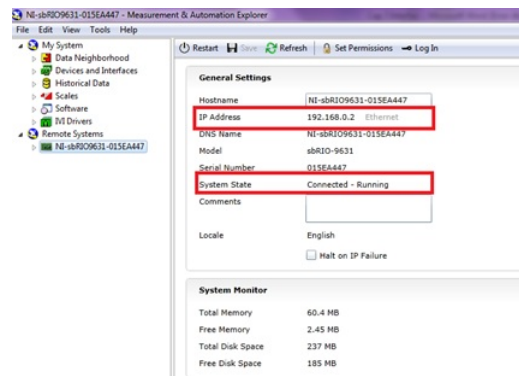 NI-sbRIO9631-015EA447 - Measurement & Automation Explorer
File Edit View Tools Help
My System
Data Neighborhood
Devices and Interfaces
Historical Data
Scales
Software
IVI Drivers
Remote Systems
NI-sbRIO9631-015EA447
Restart Save Refresh Set Permissions Log In
General Settings
Hostname NI-sbRIO9631-015EA447
IP Address 192.168.0.2 Ethernet
DNS Name NI-sbRIO9631-015EA447
Model sbRIO-9631
Serial Number 015EA447
System State Connected - Running
Comments
Locale English
Halt on IP Failure
System Monitor
Total Memory 60.4 MB
Free Memory 2.45 MB
Total Disk Space 237 MB
Free Disk Space 185 MB